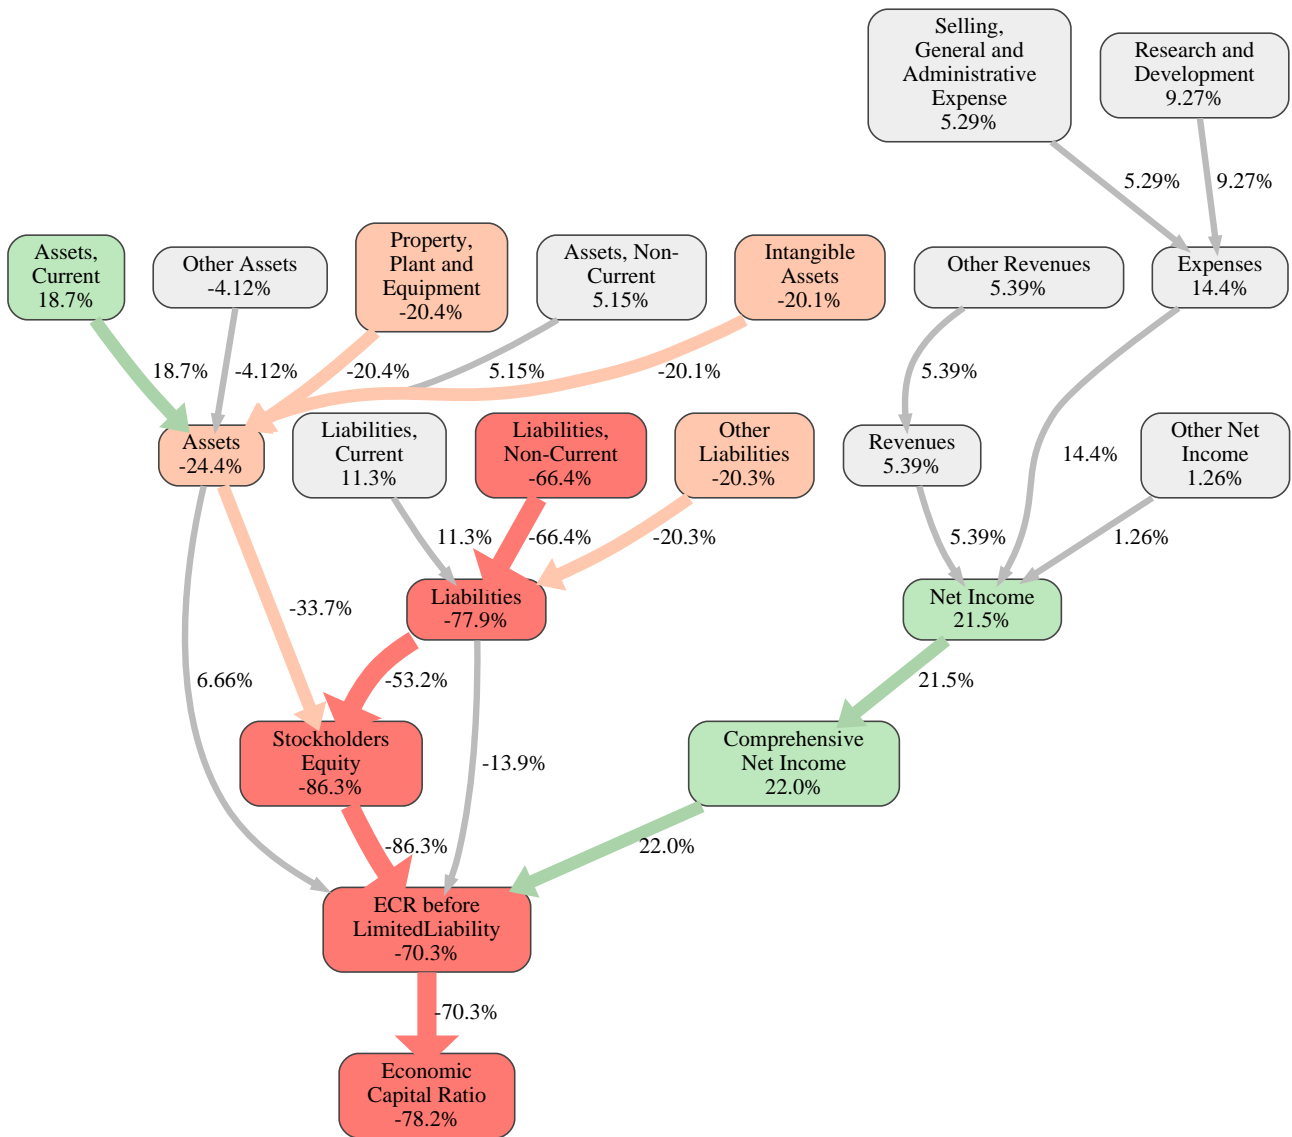 Selling,
General and
Administrative
Expense
5.29%
Research and
Development
9.27%
5.29%
9.27%
Assets,
Current
18.7%
Other Assets
-4.12%
Property,
Plant and
Equipment
-20.4%
Assets, Non-
Current
5.15%
Intangible
Assets
-20.1%
Other Revenues
5.39%
Expenses
14.4%
18.7%
-4.12%
-20.4%
5.15%
-20.1%
5.39%
Assets
-24.4%
Liabilities,
Current
11.3%
Liabilities,
Non-Current
-66.4%
Other
Liabilities
-20.3%
Revenues
5.39%
14.4%
Other Net
Income
1.26%
11.3%
-66.4%
-20.3%
5.39%
1.26%
Liabilities
-77.9%
Net Income
21.5%
-33.7%
6.66%
-53.2%
21.5%
Stockholders
Equity
-86.3%
-13.9%
Comprehensive
Net Income
22.0%
-86.3%
22.0%
ECR before
LimitedLiability
-70.3%
-70.3%
Economic
Capital Ratio
-78.2%